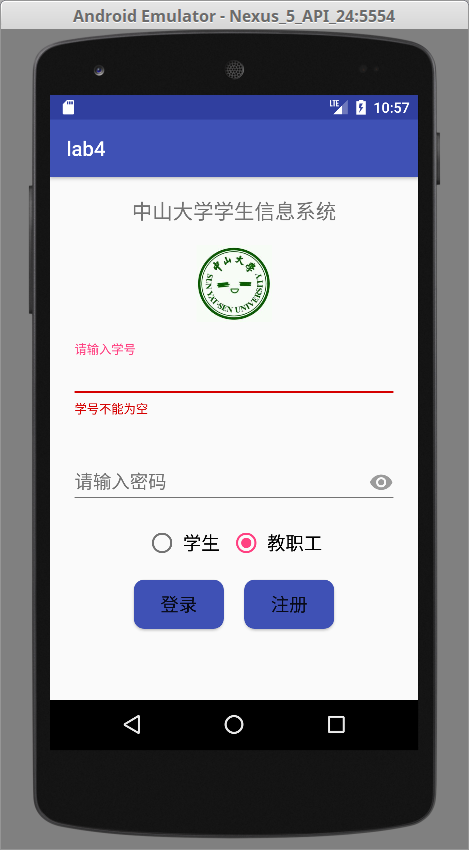 Android Emulator - Nexus_5_API_24:5554
LTE 10:57
lab4
中山大学学生信息系统
中山大学
SUN YAT-SEN UNIVERSITY
请输入学号
学号不能为空
请输入密码
学生 教职工
登录 注册